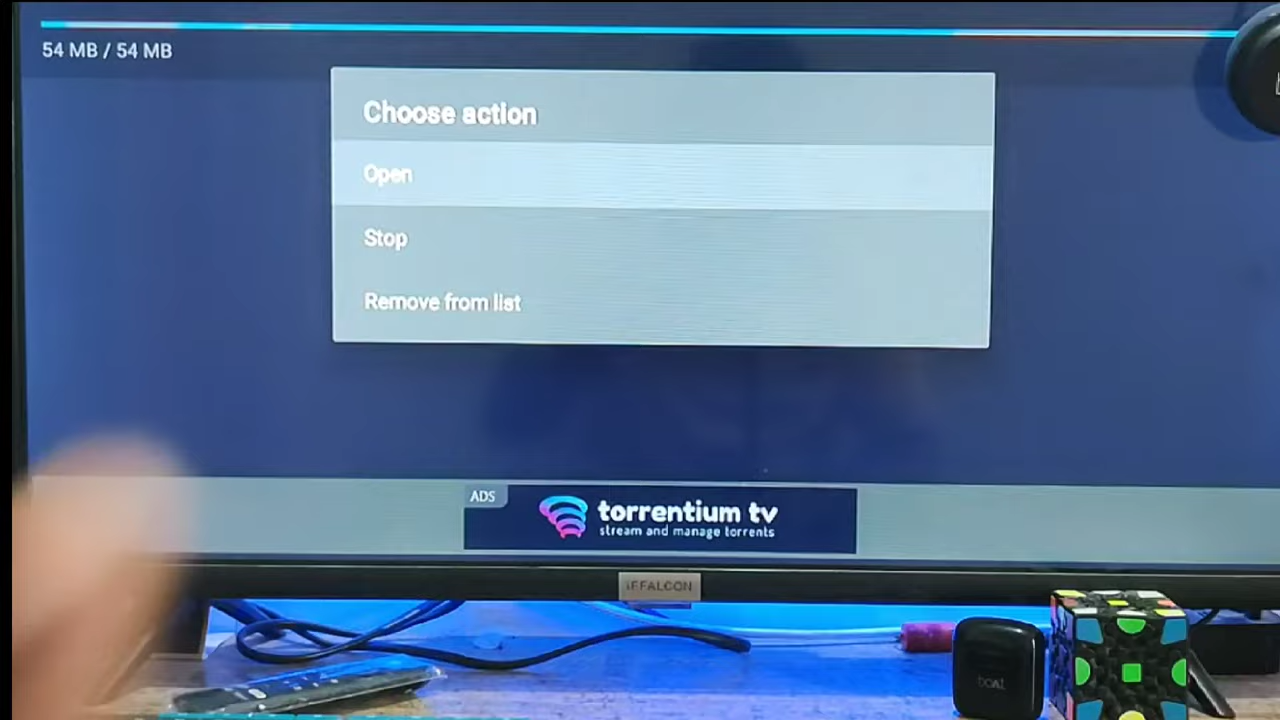 54 MB / 54 MB
Choose action
Open
Stop
Remove from list
ADS
torrentium tv
stream and manage torrents
iFFALCON
boAt